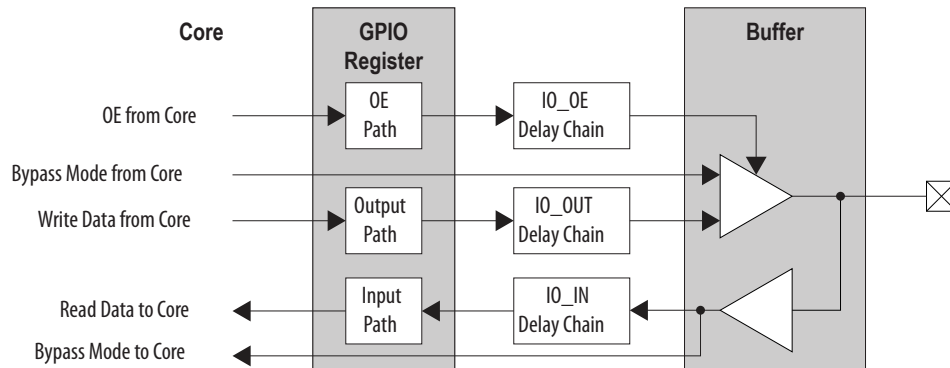 Core
GPIO
Register
Buffer
OE from Core
OE
Path
IO_OE
Delay Chain
Bypass Mode from Core
Write Data from Core
Output
Path
IO_OUT
Delay Chain
Read Data to Core
Input
Path
IO_IN
Delay Chain
Bypass Mode to Core